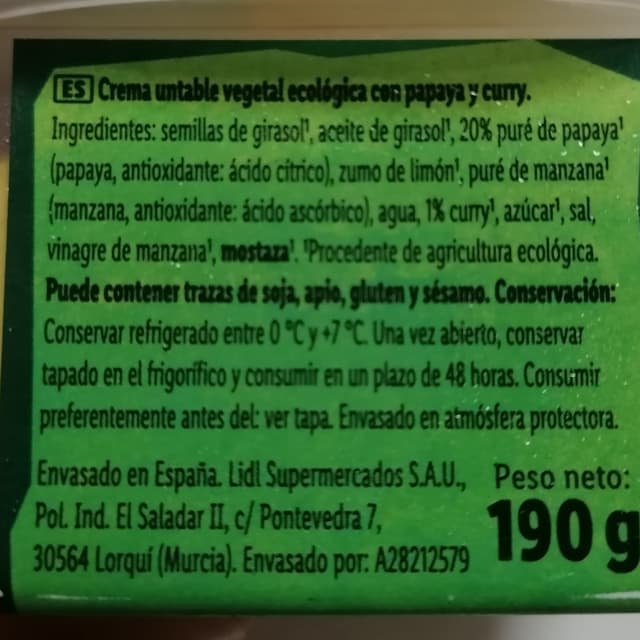 ES Crema untable vegetal ecológica con papaya y curry.
Ingredientes: semillas de girasol¹, aceite de girasol¹, 20% puré de papaya¹
(papaya, antioxidante: ácido cítrico), zumo de limón¹, puré de manzana¹
(manzana, antioxidante: ácido ascórbico), agua, 1% curry¹, azúcar¹, sal,
vinagre de manzana¹, mostaza¹. ¹Procedente de agricultura ecológica.
Puede contener trazas de soja, apio, gluten y sésamo. Conservación:
Conservar refrigerado entre 0 °C y +7 °C. Una vez abierto, conservar
tapado en el frigorífico y consumir en un plazo de 48 horas. Consumir
preferentemente antes del: ver tapa. Envasado en atmósfera protectora.
Envasado en España. Lidl Supermercados S.A.U.,
Pol. Ind. El Saladar II, c/ Pontevedra 7,
30564 Lorquí (Murcia). Envasado por: A28212579
Peso neto:
190 g